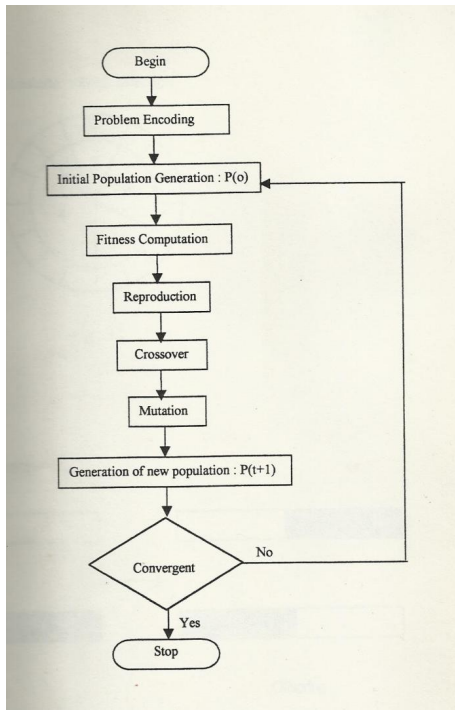 Begin
Problem Encoding
Initial Population Generation : P(o)
Fitness Computation
Reproduction
Crossover
Mutation
Generation of new population : P(t+1)
Convergent
No
Yes
Stop